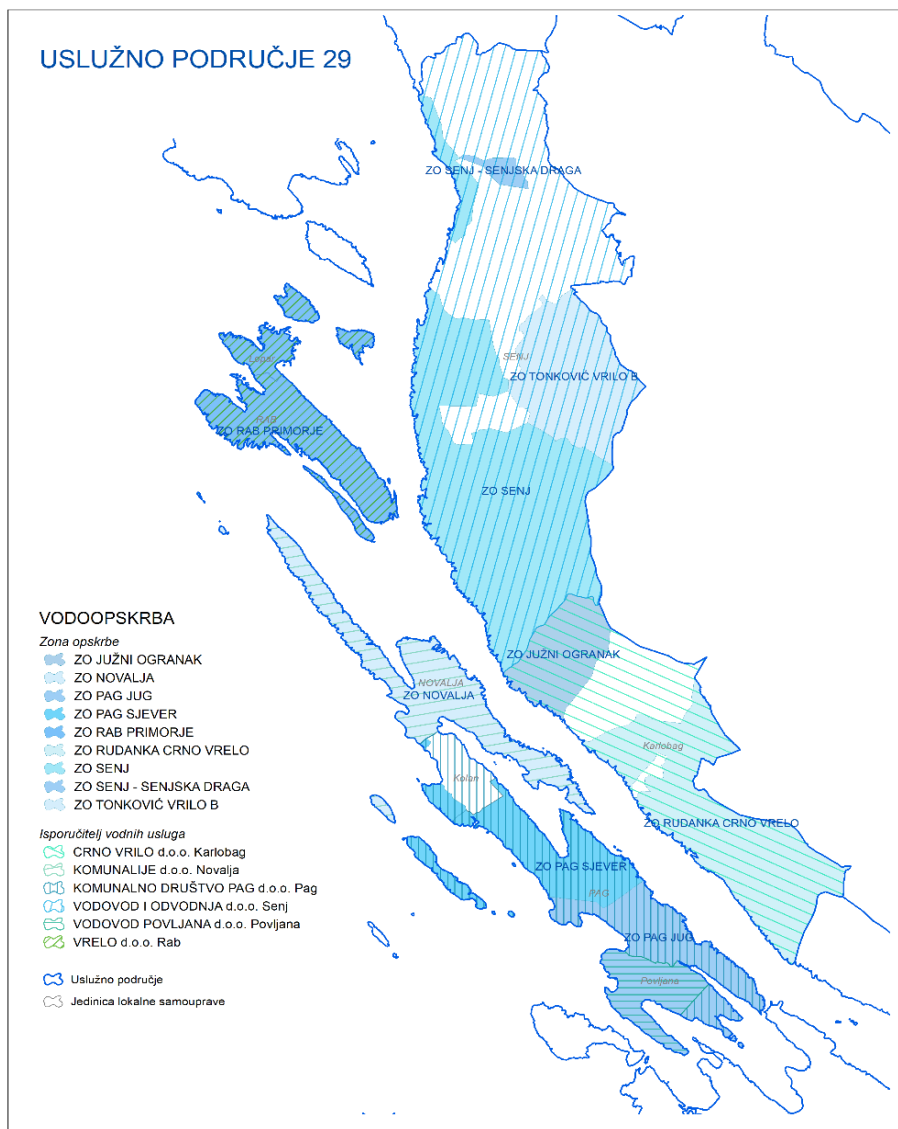 USLUŽNO PODRUČJE 29
ZO SENJ - SENJSKA DRAGA
SENJ
ZO TONKOVIĆ VRILO B
Lopar
RAB
ZO RAB PRIMORJE
ZO SENJ
ZO JUŽNI OGRANAK
NOVALJA
ZO NOVALJA
Karlobag
Kolan
ZO RUDANKA CRNO VRELO
ZO PAG SJEVER
PAG
ZO PAG JUG
Povljana
VODOOPSKRBA
Zona opskrbe
ZO JUŽNI OGRANAK
ZO NOVALJA
ZO PAG JUG
ZO PAG SJEVER
ZO RAB PRIMORJE
ZO RUDANKA CRNO VRELO
ZO SENJ
ZO SENJ - SENJSKA DRAGA
ZO TONKOVIĆ VRILO B
Isporučitelj vodnih usluga
CRNO VRILO d.o.o. Karlobag
KOMUNALIJE d.o.o. Novalja
KOMUNALNO DRUŠTVO PAG d.o.o. Pag
VODOVOD I ODVODNJA d.o.o. Senj
VODOVOD POVLJANA d.o.o. Povljana
VRELO d.o.o. Rab
Uslužno područje
Jedinica lokalne samouprave